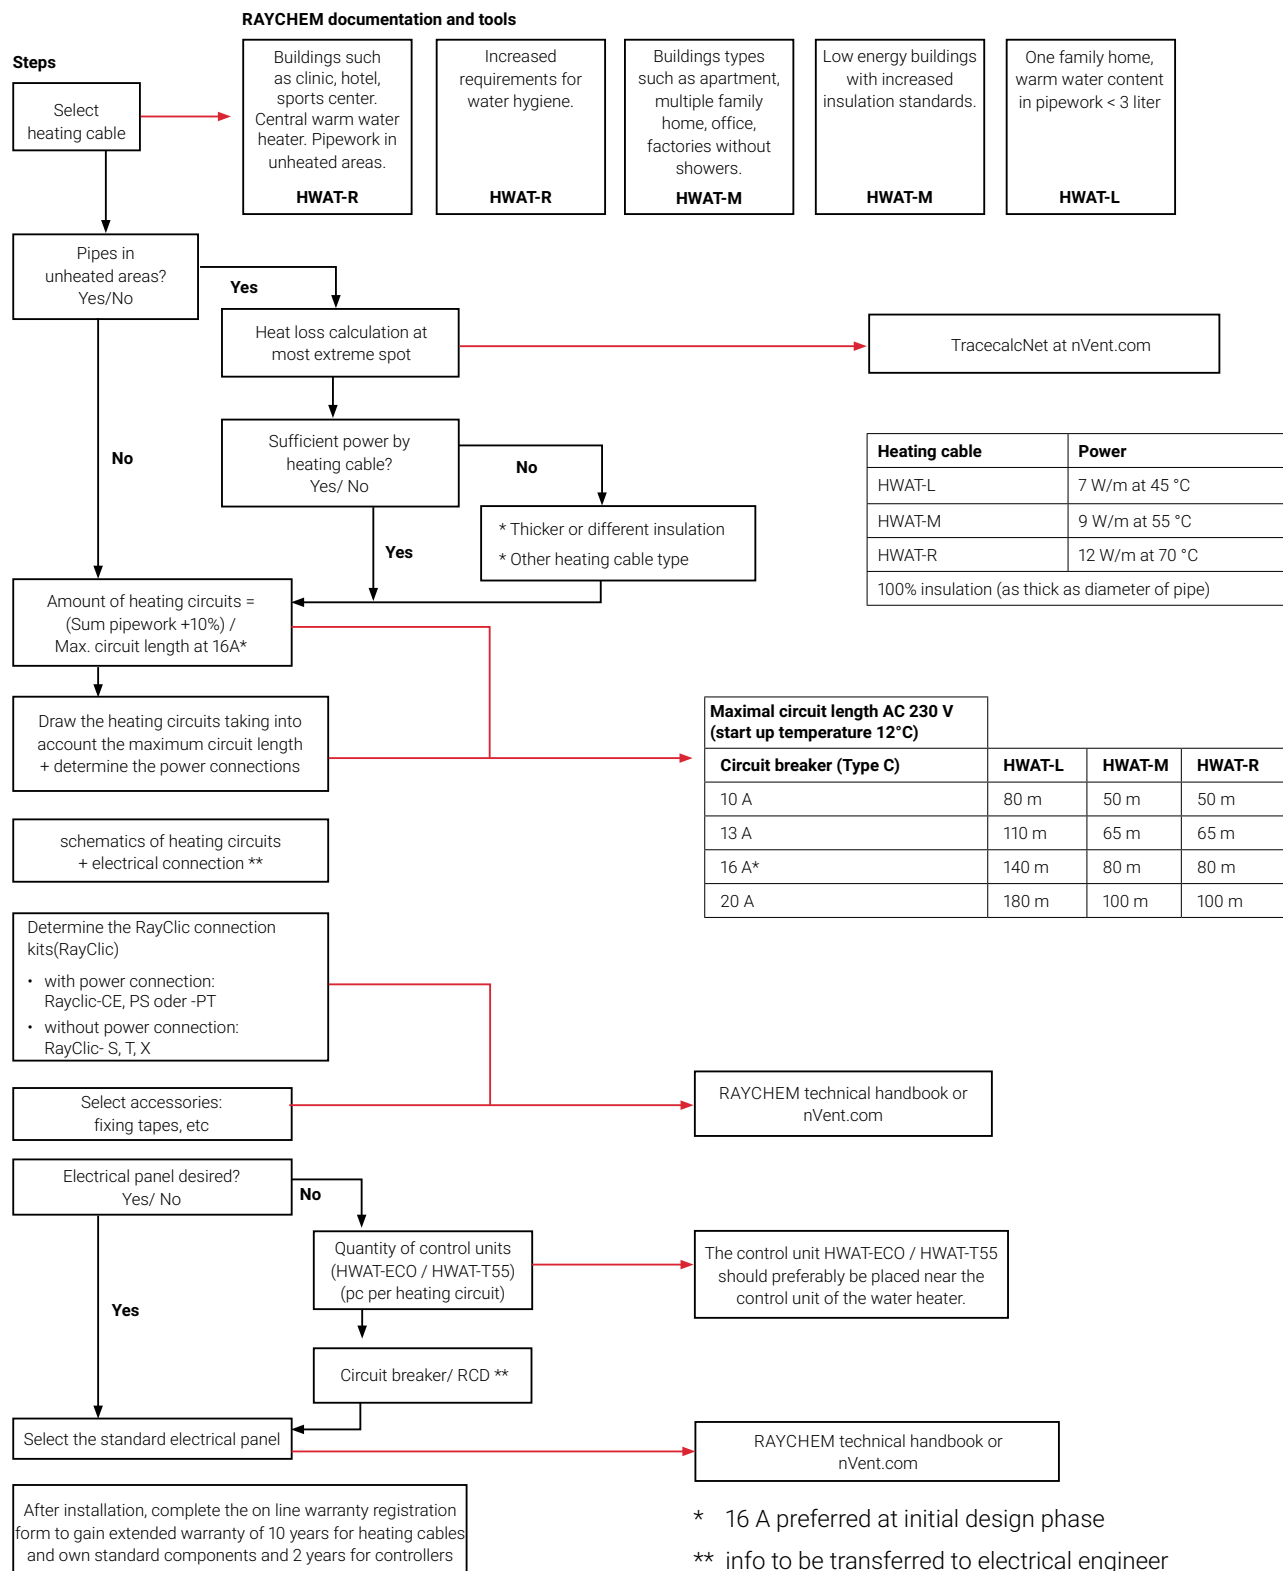 RAYCHEM documentation and tools
Steps
Select
heating cable
Buildings such
as clinic, hotel,
sports center.
Central warm water
heater. Pipework in
unheated areas.
HWAT-R
Increased
requirements for
water hygiene.
HWAT-R
Buildings types
such as apartment,
multiple family
home, office,
factories without
showers.
HWAT-M
Low energy buildings
with increased
insulation standards.
HWAT-M
One family home,
warm water content
in pipework < 3 liter
HWAT-L
Pipes in
unheated areas?
Yes/No
Yes
Heat loss calculation at
most extreme spot
TracecalcNet at nVent.com
No
Sufficient power by
heating cable?
Yes/ No
No
Yes
* Thicker or different insulation
* Other heating cable type
Heating cable Power
HWAT-L 7 W/m at 45 °C
HWAT-M 9 W/m at 55 °C
HWAT-R 12 W/m at 70 °C
100% insulation (as thick as diameter of pipe)
Amount of heating circuits =
(Sum pipework +10%) /
Max. circuit length at 16A*
Draw the heating circuits taking into
account the maximum circuit length
+ determine the power connections
Maximal circuit length AC 230 V
(start up temperature 12°C)
Circuit breaker (Type C) HWAT-L HWAT-M HWAT-R
10 A 80 m 50 m 50 m
13 A 110 m 65 m 65 m
16 A* 140 m 80 m 80 m
20 A 180 m 100 m 100 m
schematics of heating circuits
+ electrical connection **
Determine the RayClic connection
kits(RayClic)
• with power connection:
Rayclic-CE, PS oder -PT
• without power connection:
RayClic- S, T, X
Select accessories:
fixing tapes, etc
RAYCHEM technical handbook or
nVent.com
Electrical panel desired?
Yes/ No
No
Yes
Quantity of control units
(HWAT-ECO / HWAT-T55)
(pc per heating circuit)
The control unit HWAT-ECO / HWAT-T55
should preferably be placed near the
control unit of the water heater.
Circuit breaker/ RCD **
Select the standard electrical panel
RAYCHEM technical handbook or
nVent.com
After installation, complete the on line warranty registration
form to gain extended warranty of 10 years for heating cables
and own standard components and 2 years for controllers
* 16 A preferred at initial design phase
** info to be transferred to electrical engineer